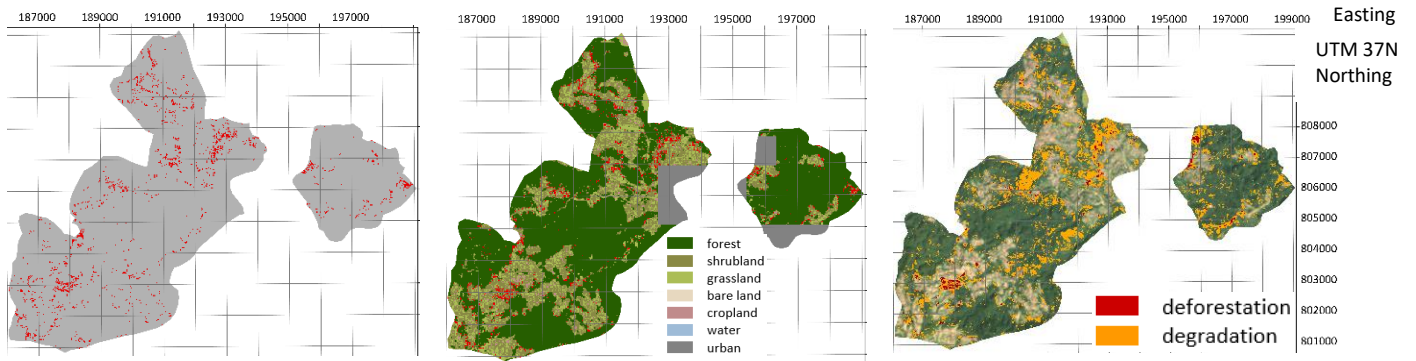 187000 189000 191000 193000 195000 197000
187000 189000 191000 193000 195000 197000
187000 189000 191000 193000 195000 197000 199000
Easting
UTM 37N
Northing
808000
807000
806000
805000
804000
803000
802000
801000
forest
shrubland
grassland
bare land
cropland
water
urban
deforestation
degradation